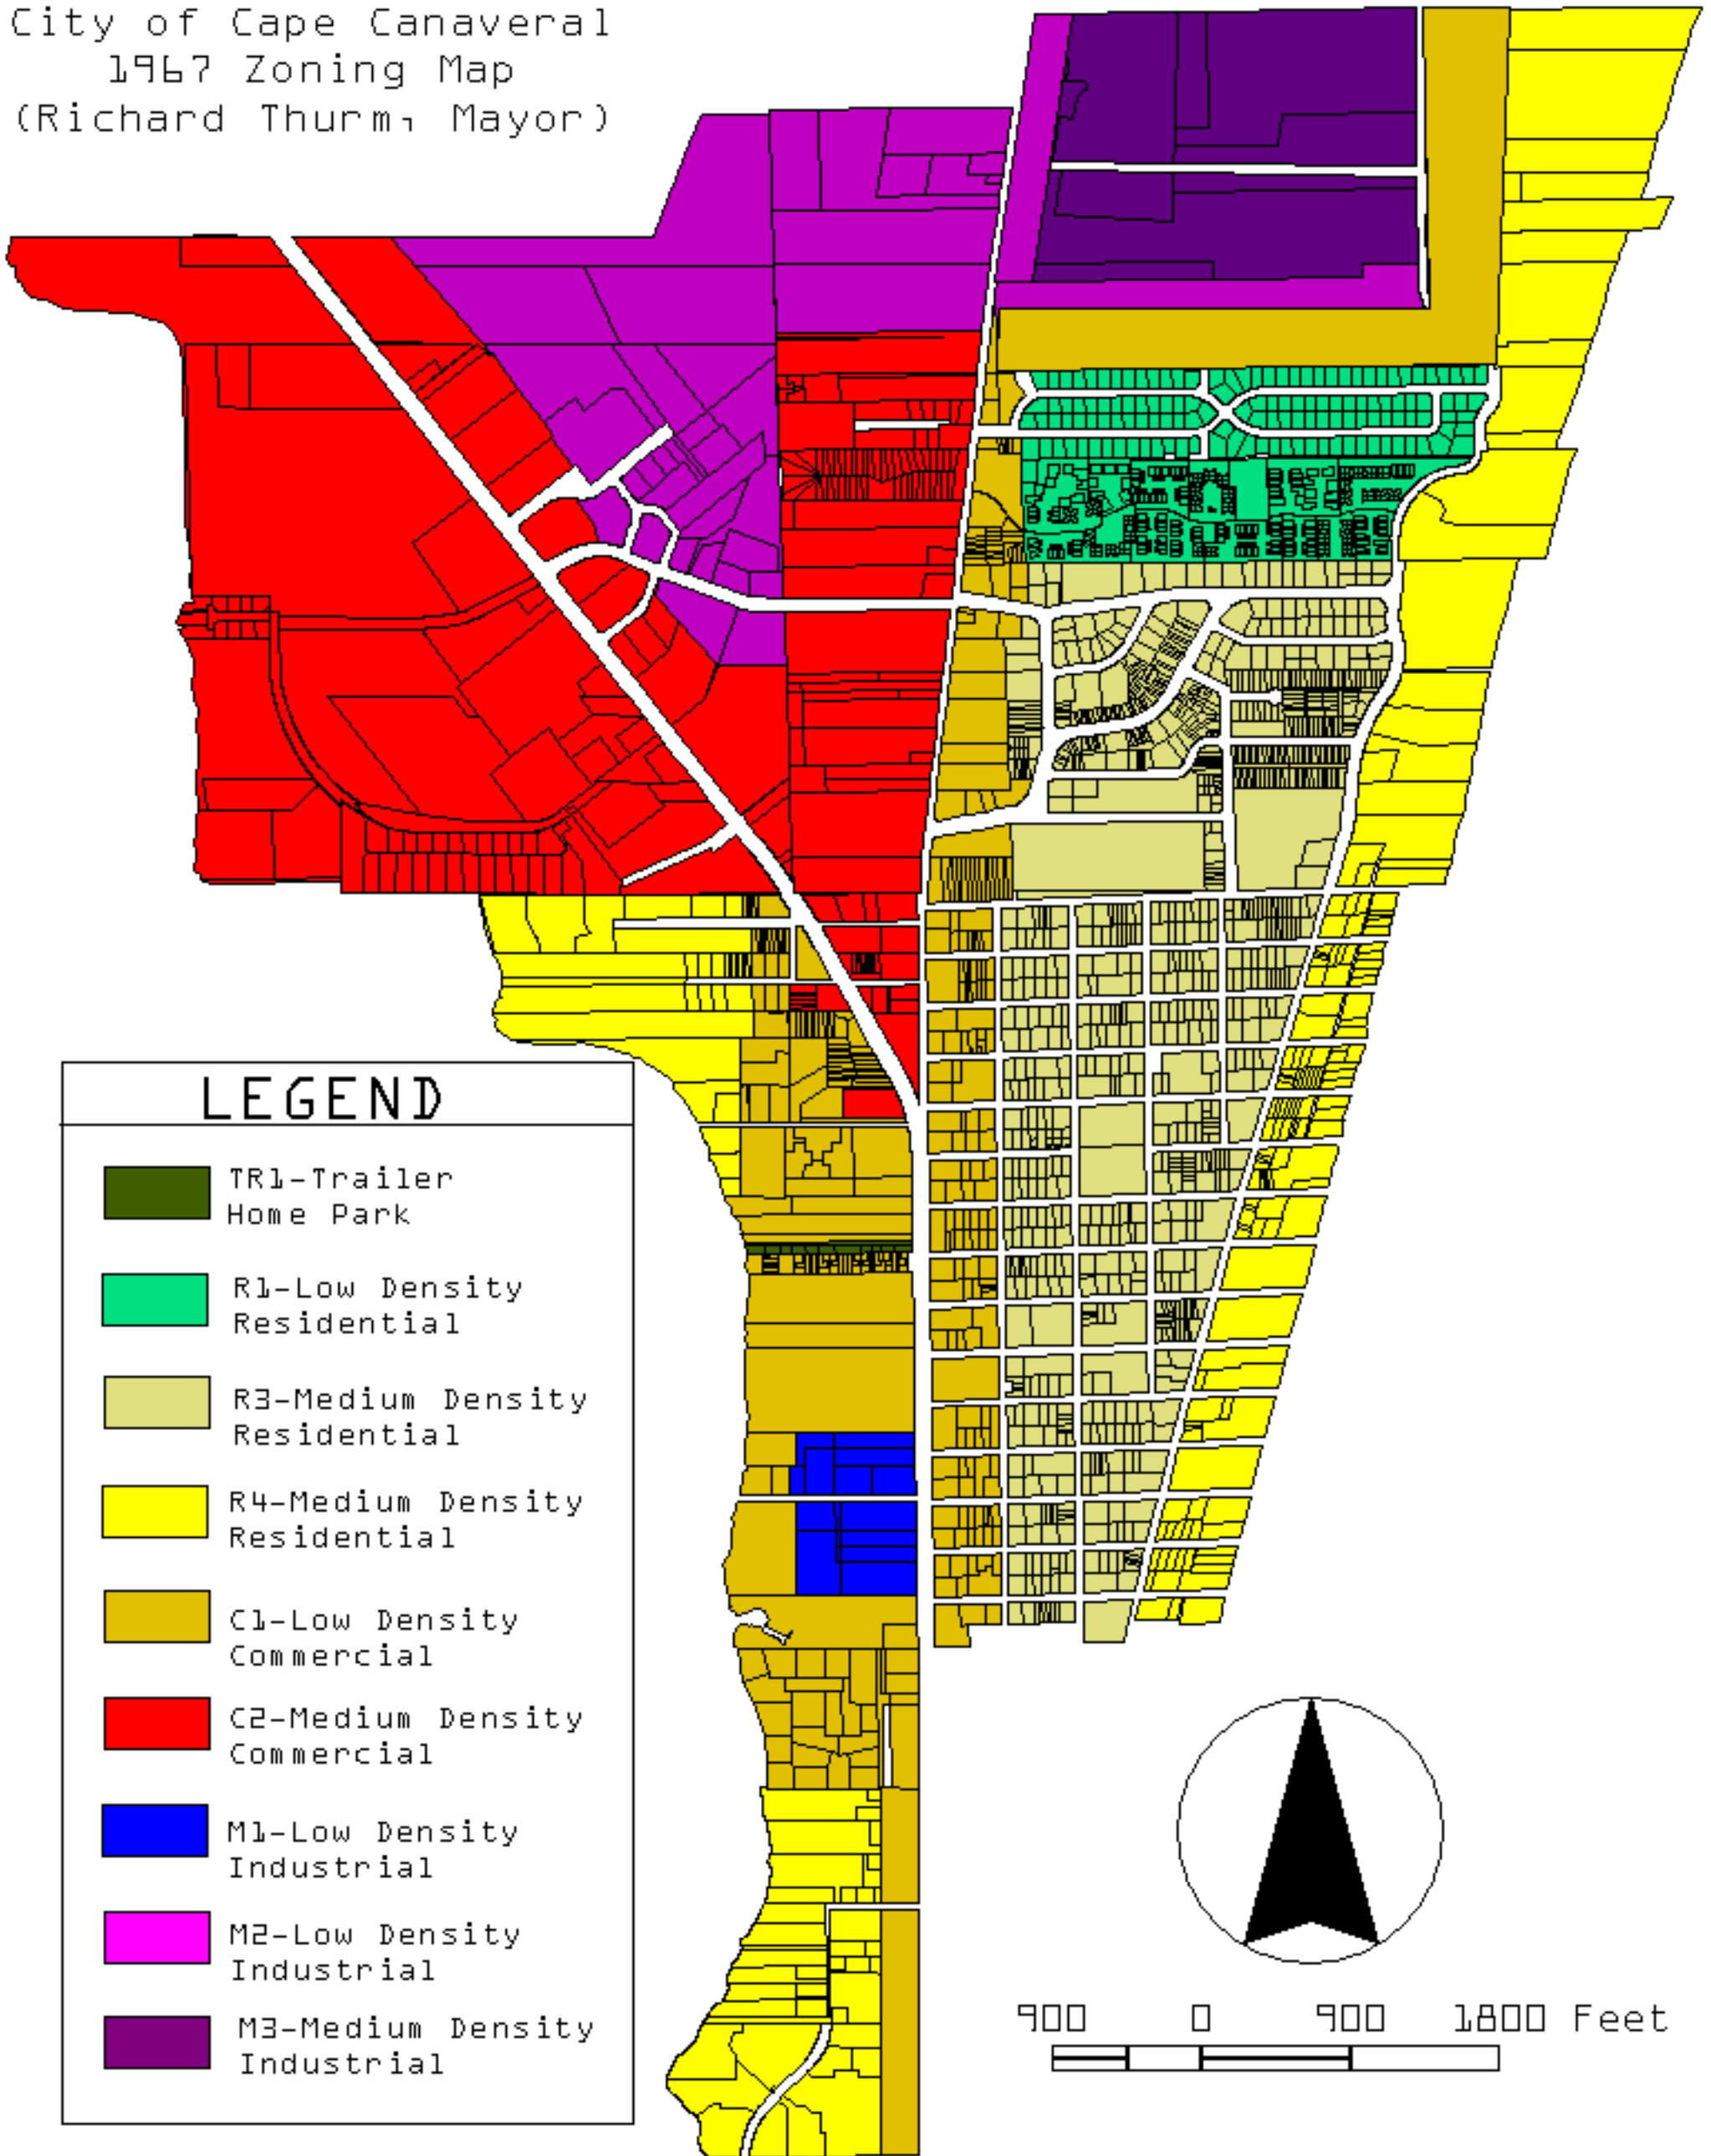 City of Cape Canaveral
1967 Zoning Map
(Richard Thurm, Mayor)
LEGEND
TR1-Trailer
Home Park
R1-Low Density
Residential
R3-Medium Density
Residential
R4-Medium Density
Residential
C1-Low Density
Commercial
C2-Medium Density
Commercial
M1-Low Density
Industrial
M2-Low Density
Industrial
M3-Medium Density
Industrial
900 0 900 1800 Feet